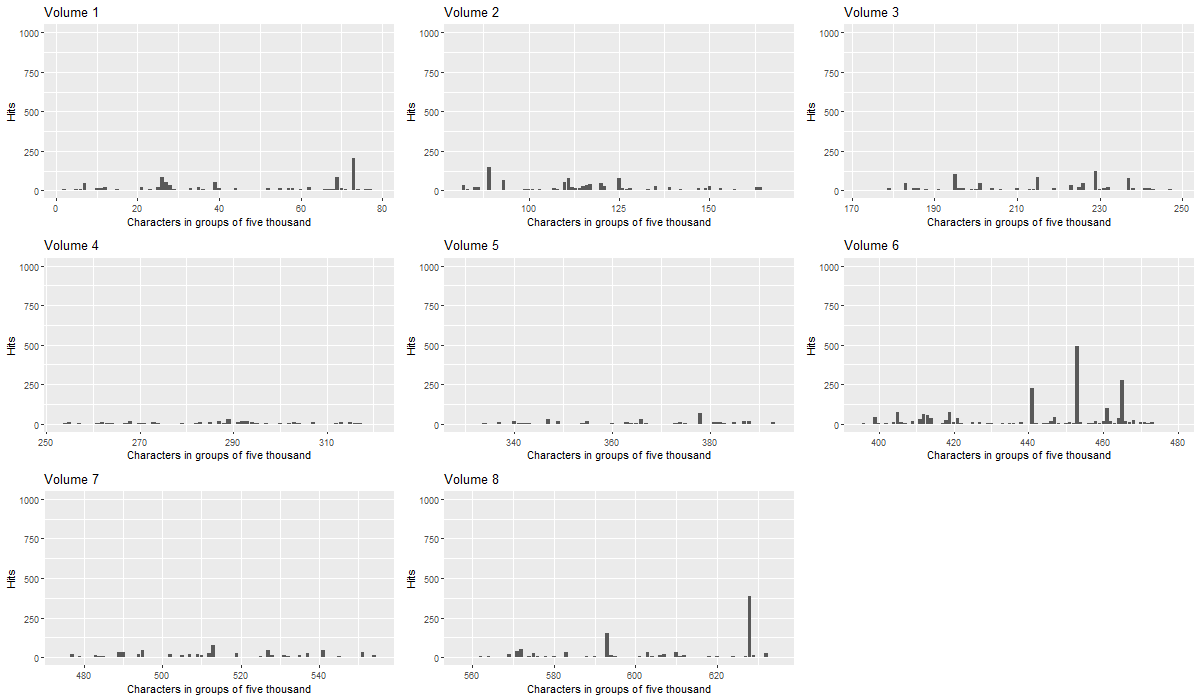 Volume 1
1000
750
500
250
0
Hits
0 20 40 60 80
Characters in groups of five thousand
Volume 2
1000
750
500
250
0
Hits
100 125 150
Characters in groups of five thousand
Volume 3
1000
750
500
250
0
Hits
170 190 210 230 250
Characters in groups of five thousand
Volume 4
1000
750
500
250
0
Hits
250 270 290 310
Characters in groups of five thousand
Volume 5
1000
750
500
250
0
Hits
340 360 380
Characters in groups of five thousand
Volume 6
1000
750
500
250
0
Hits
400 420 440 460 480
Characters in groups of five thousand
Volume 7
1000
750
500
250
0
Hits
480 500 520 540
Characters in groups of five thousand
Volume 8
1000
750
500
250
0
Hits
560 580 600 620
Characters in groups of five thousand